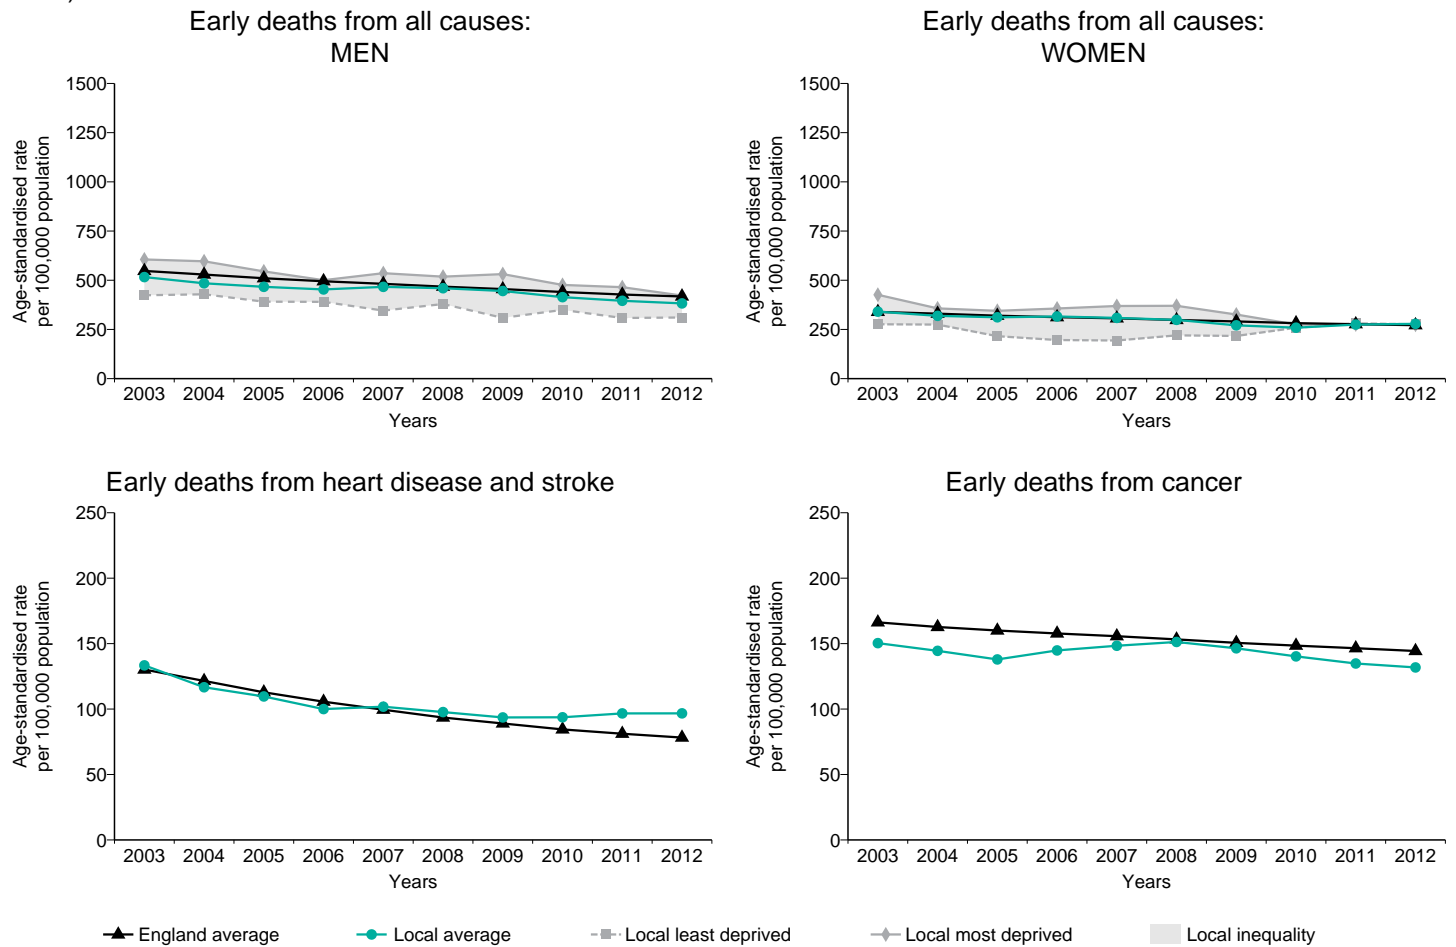 Early deaths from all causes:
MEN
1500
1250
1000
750
500
250
0
Age-standardised rate
per 100,000 population
2003 2004 2005 2006 2007 2008 2009 2010 2011 2012
Years
Early deaths from all causes:
WOMEN
1500
1250
1000
750
500
250
0
Age-standardised rate
per 100,000 population
2003 2004 2005 2006 2007 2008 2009 2010 2011 2012
Years
Early deaths from heart disease and stroke
250
200
150
100
50
0
Age-standardised rate
per 100,000 population
2003 2004 2005 2006 2007 2008 2009 2010 2011 2012
Years
Early deaths from cancer
250
200
150
100
50
0
Age-standardised rate
per 100,000 population
2003 2004 2005 2006 2007 2008 2009 2010 2011 2012
Years
England average Local average Local least deprived Local most deprived Local inequality